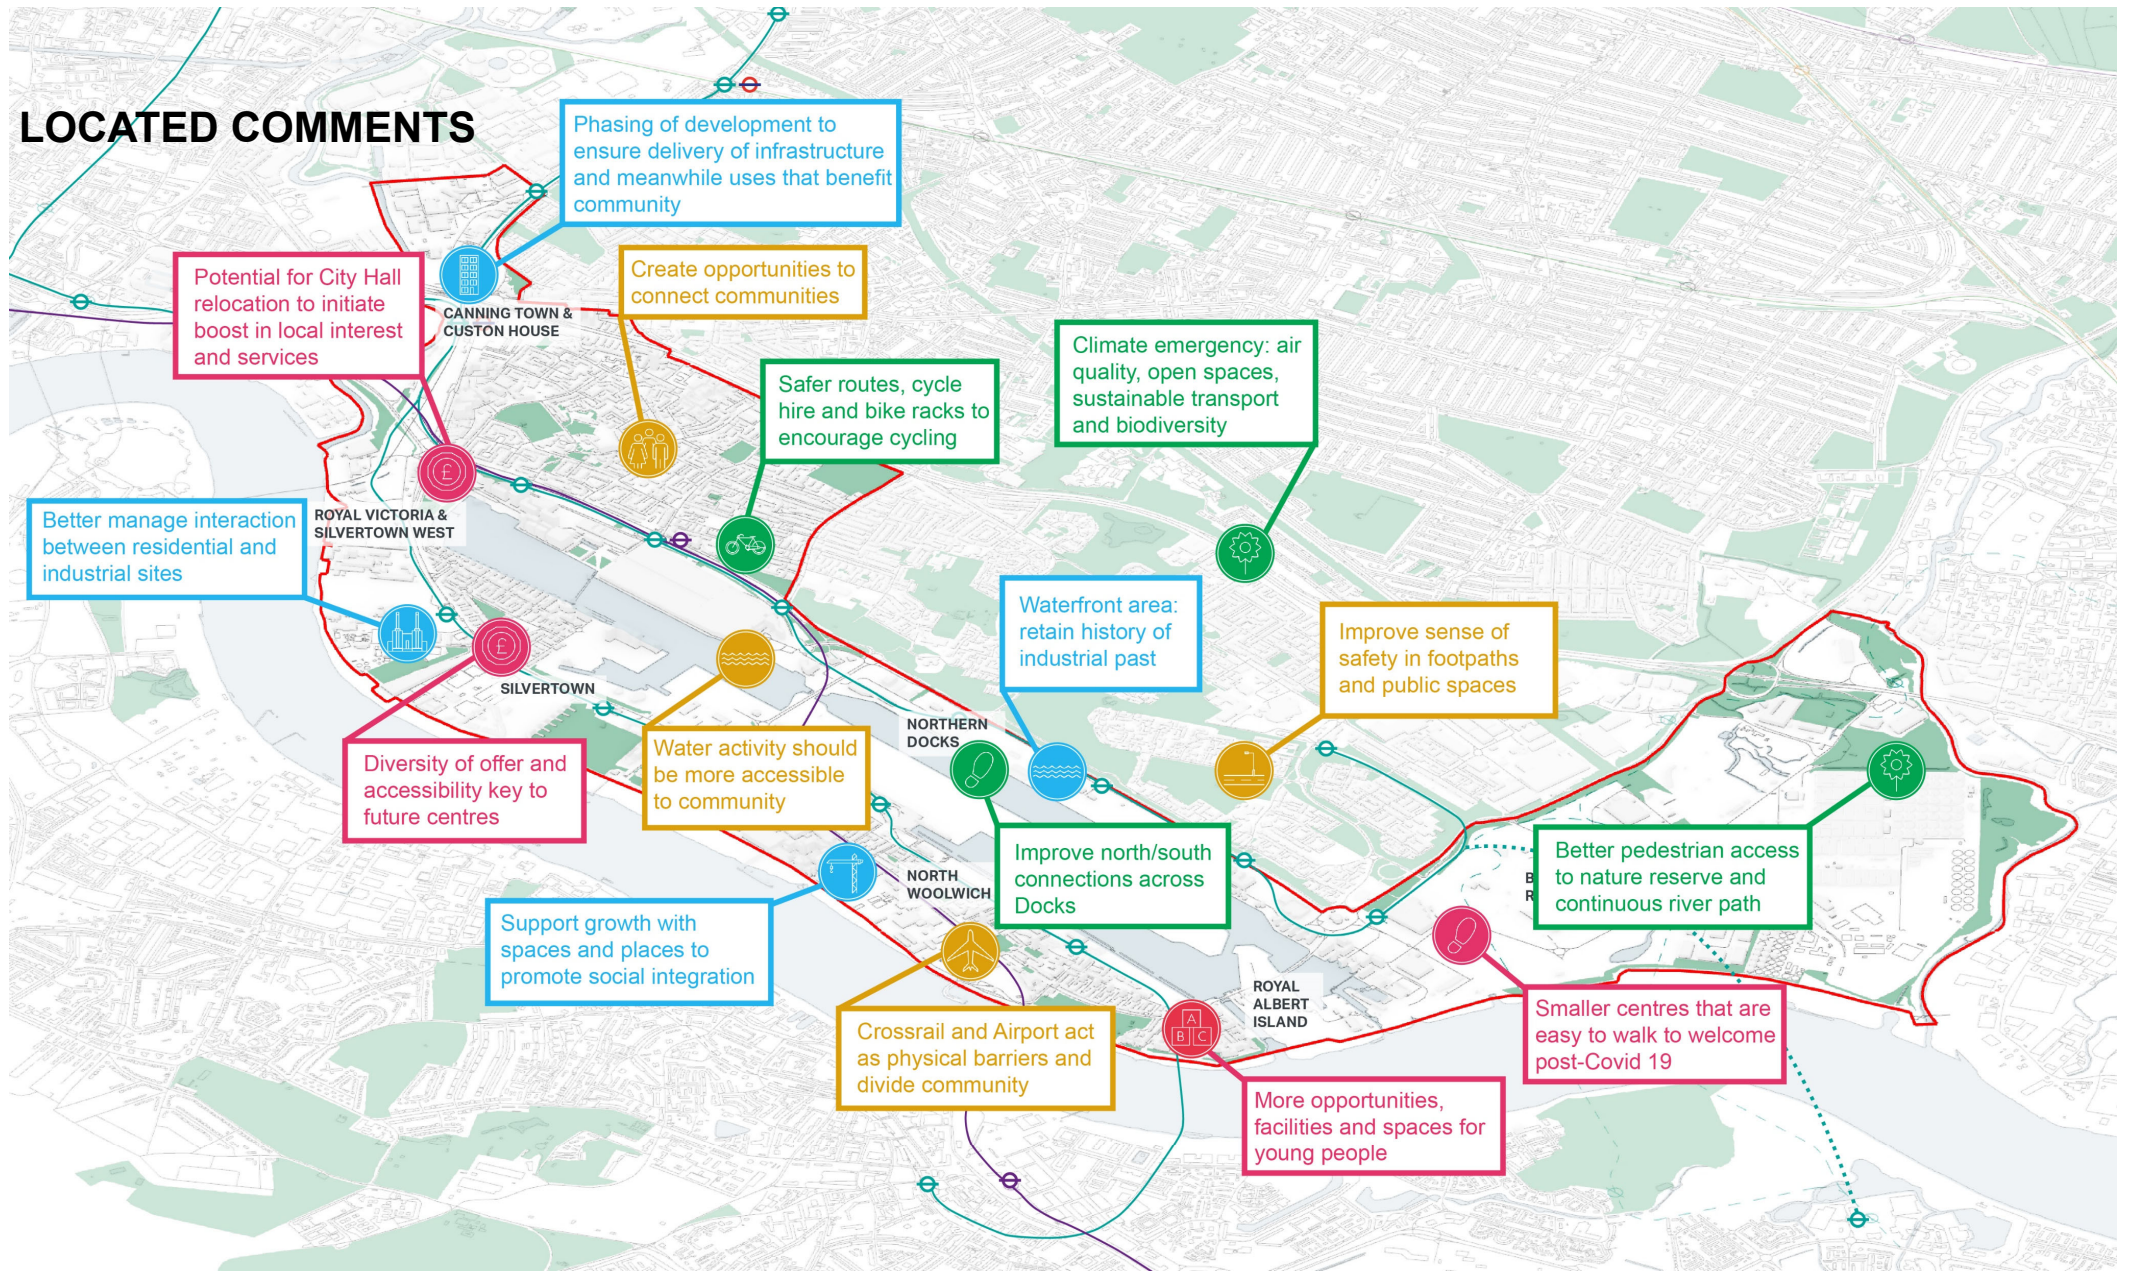 LOCATED COMMENTS
Phasing of development to
ensure delivery of infrastructure
and meanwhile uses that benefit
community
Potential for City Hall
relocation to initiate
boost in local interest
and services
Create opportunities to
connect communities
CANNING TOWN &
CUSTON HOUSE
Safer routes, cycle
hire and bike racks to
encourage cycling
Climate emergency: air
quality, open spaces,
sustainable transport
and biodiversity
£
Better manage interaction
between residential and
industrial sites
ROYAL VICTORIA &
SILVERTOWN WEST
Waterfront area:
retain history of
industrial past
Improve sense of
safety in footpaths
and public spaces
£
SILVERTOWN
NORTHERN
DOCKS
Diversity of offer and
accessibility key to
future centres
Water activity should
be more accessible
to community
Improve north/south
connections across
Docks
B
R
Better pedestrian access
to nature reserve and
continuous river path
NORTH
WOOLWICH
Support growth with
spaces and places to
promote social integration
ROYAL
ALBERT
ISLAND
Crossrail and Airport act
as physical barriers and
divide community
A
B C
Smaller centres that are
easy to walk to welcome
post-Covid 19
More opportunities,
facilities and spaces for
young people